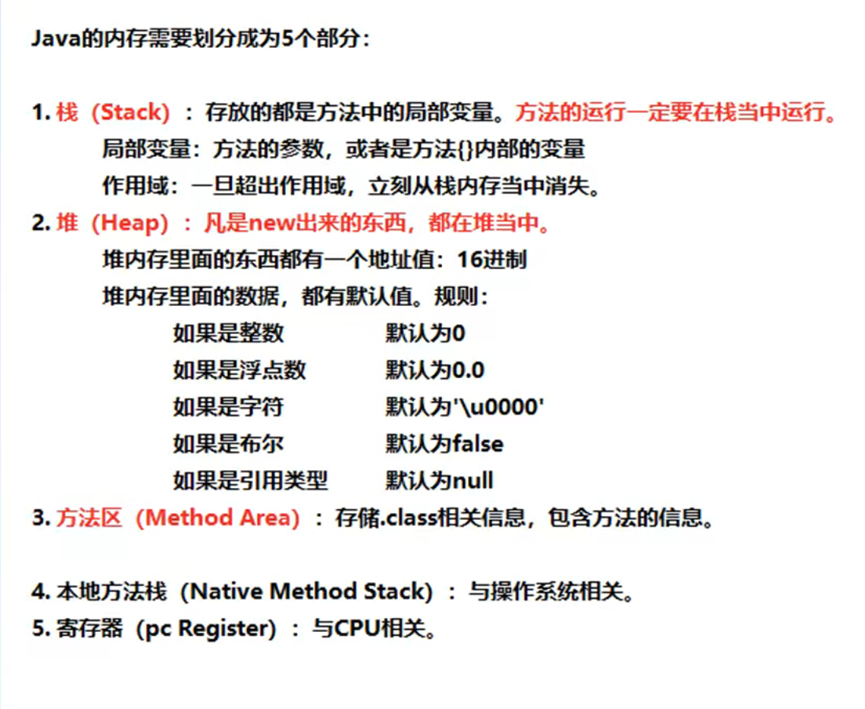 Java的内存需要划分成为5个部分：
1. 栈（Stack）：存放的都是方法中的局部变量。方法的运行一定要在栈当中运行。
局部变量：方法的参数，或者是方法{}内部的变量
作用域：一旦超出作用域，立刻从栈内存当中消失。
2. 堆（Heap）：凡是new出来的东西，都在堆当中。
堆内存里面的东西都有一个地址值：16进制
堆内存里面的数据，都有默认值。规则：
如果是整数 默认为0
如果是浮点数 默认为0.0
如果是字符 默认为'\u0000'
如果是布尔 默认为false
如果是引用类型 默认为null
3. 方法区（Method Area）：存储.class相关信息，包含方法的信息。
4. 本地方法栈（Native Method Stack）：与操作系统相关。
5. 寄存器（pc Register）：与CPU相关。